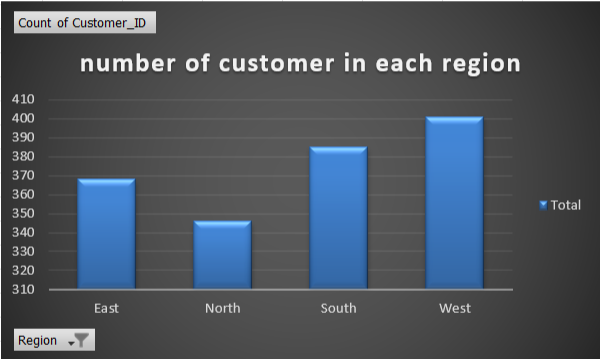 Count of Customer_ID
number of customer in each region
410
400
390
380
370
360
350
340
330
320
310
East North South West
Total
Region